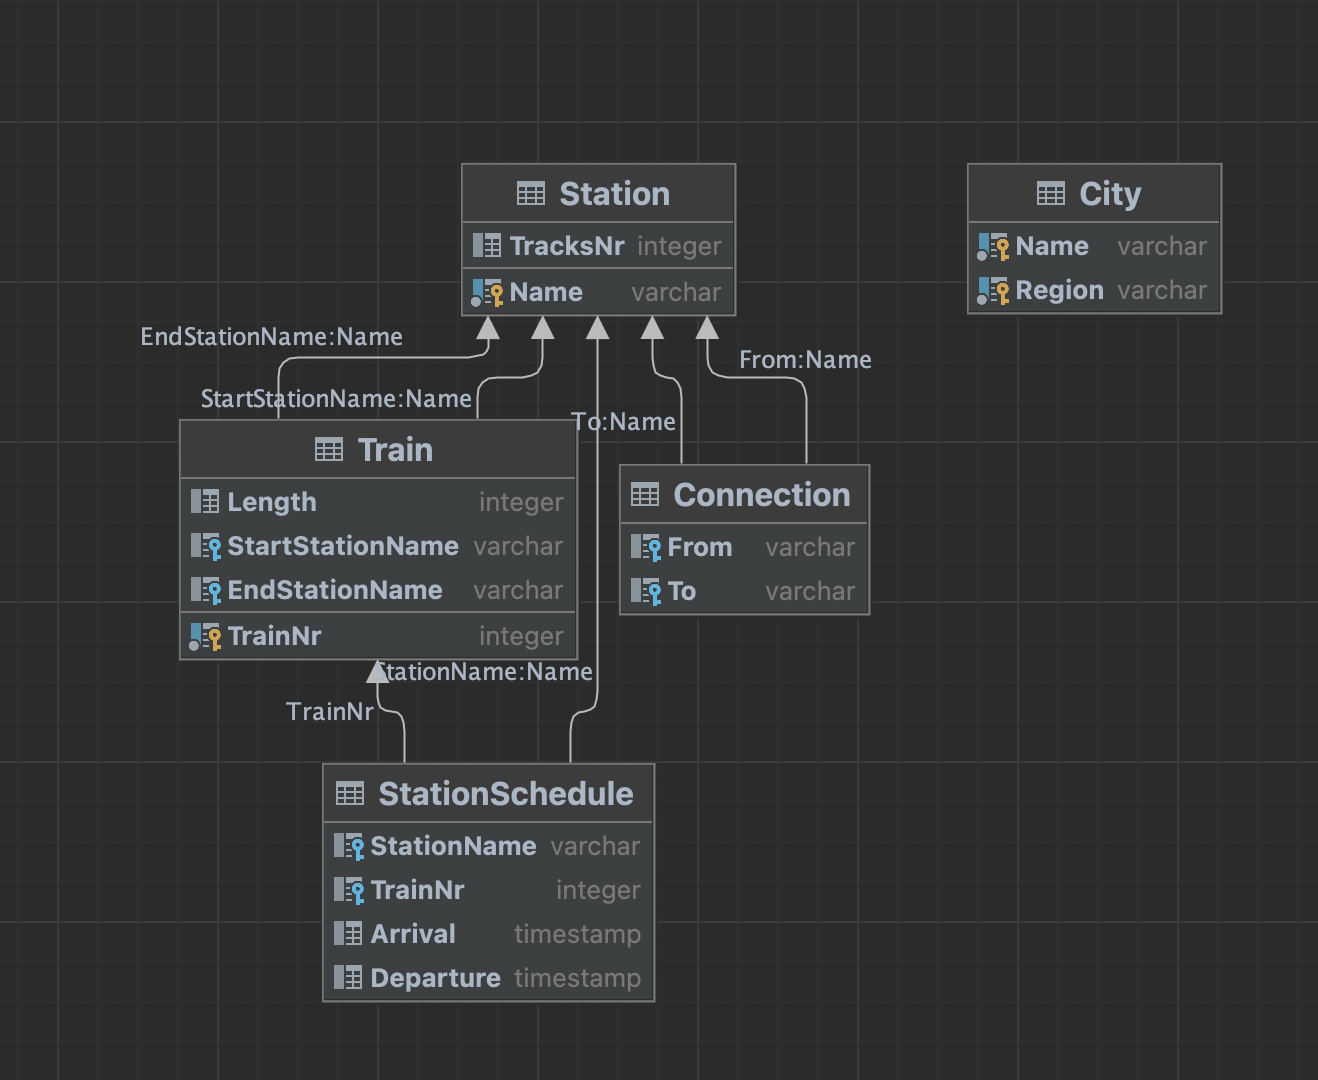 Station
TracksNr integer
Name varchar
City
Name varchar
Region varchar
EndStationName:Name
StartStationName:Name
From:Name
To:Name
Train
Length integer
StartStationName varchar
EndStationName varchar
TrainNr integer
Connection
From varchar
To varchar
StationName:Name
TrainNr
StationSchedule
StationName varchar
TrainNr integer
Arrival timestamp
Departure timestamp